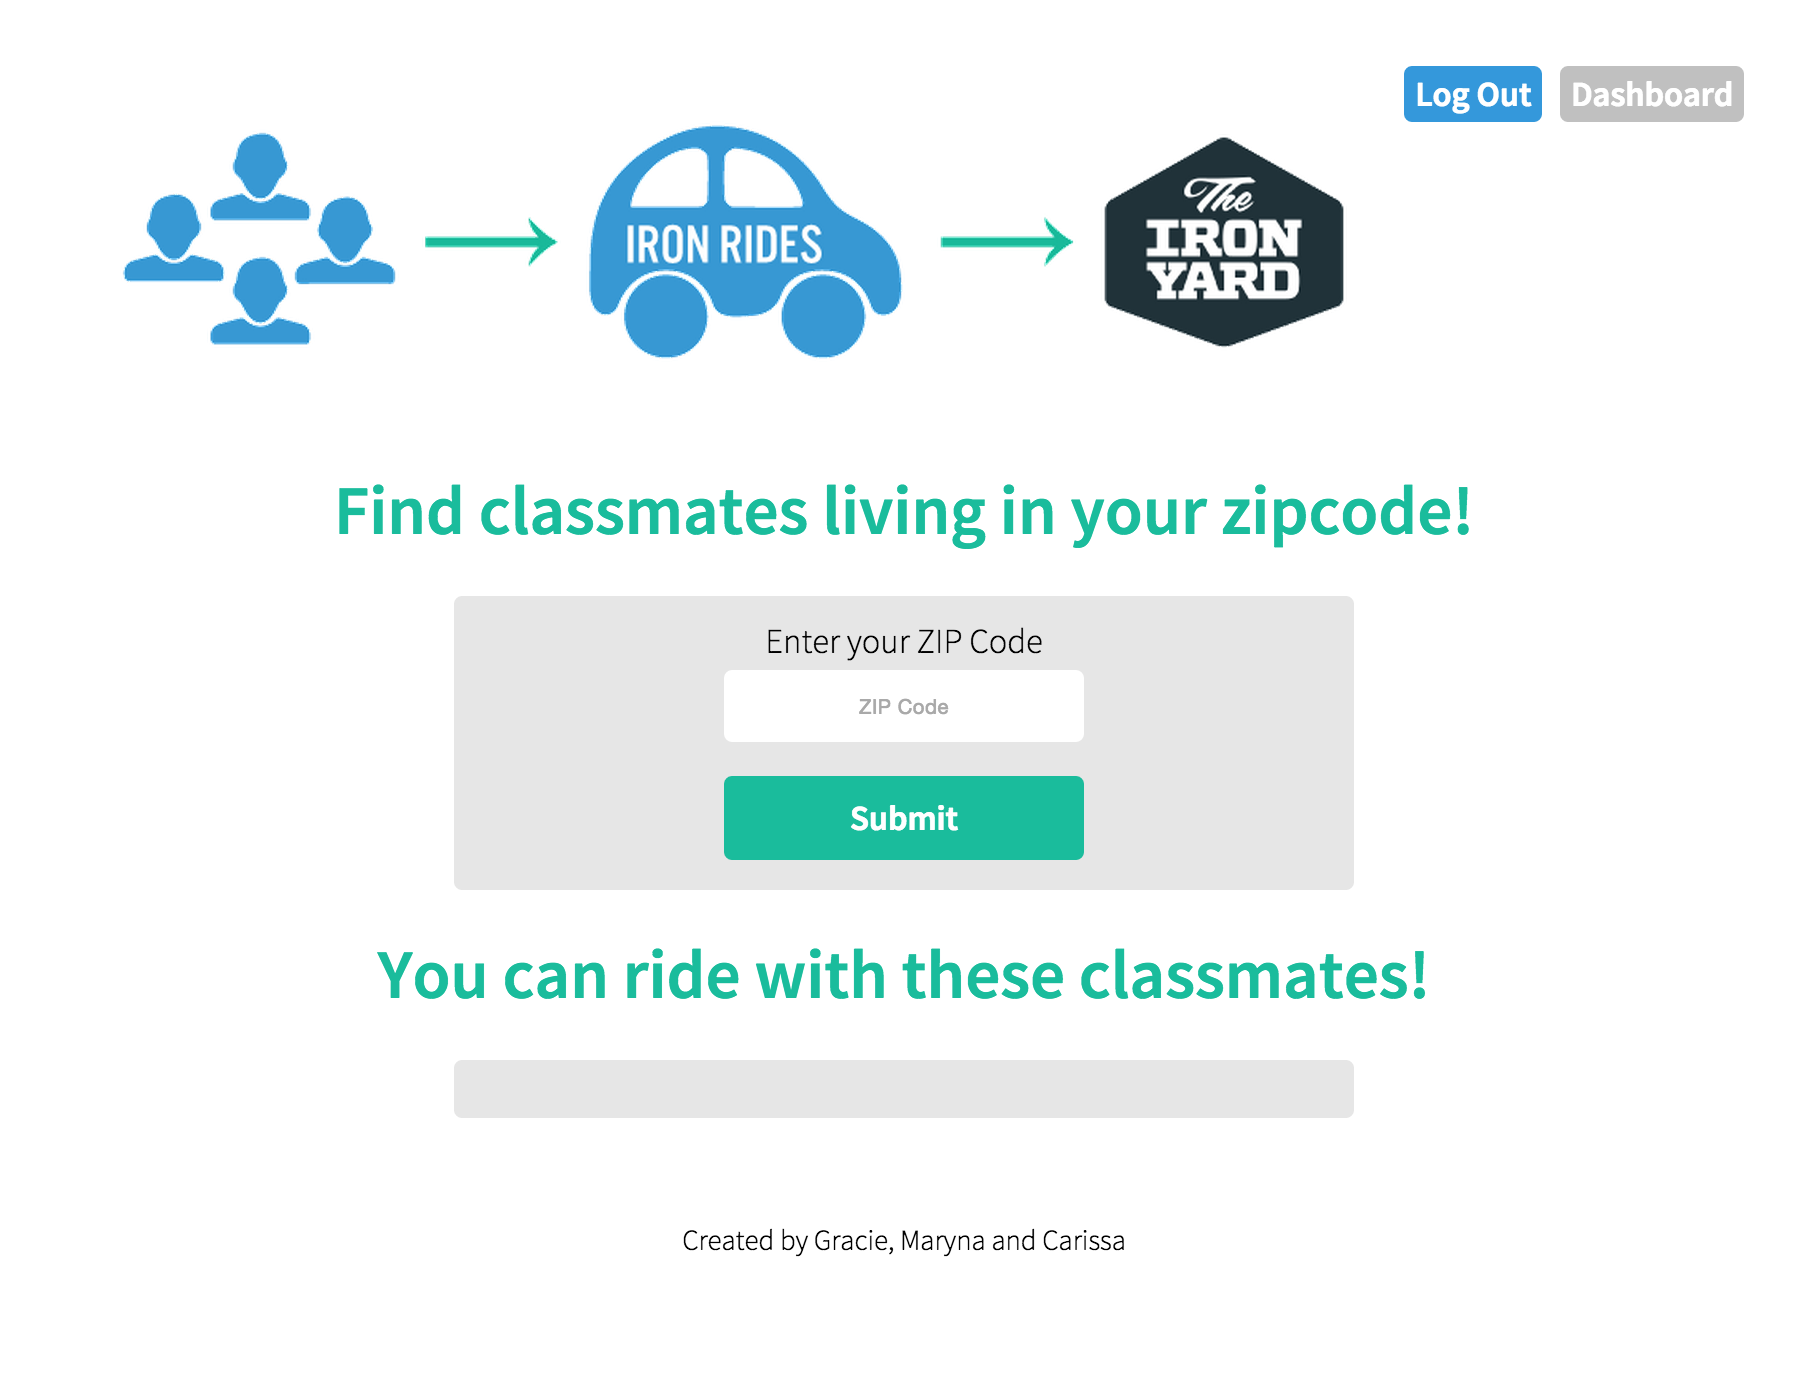 Log Out Dashboard
IRON RIDES
The
IRON
YARD
Find classmates living in your zipcode!
Enter your ZIP Code
ZIP Code
Submit
You can ride with these classmates!
Created by Gracie, Maryna and Carissa